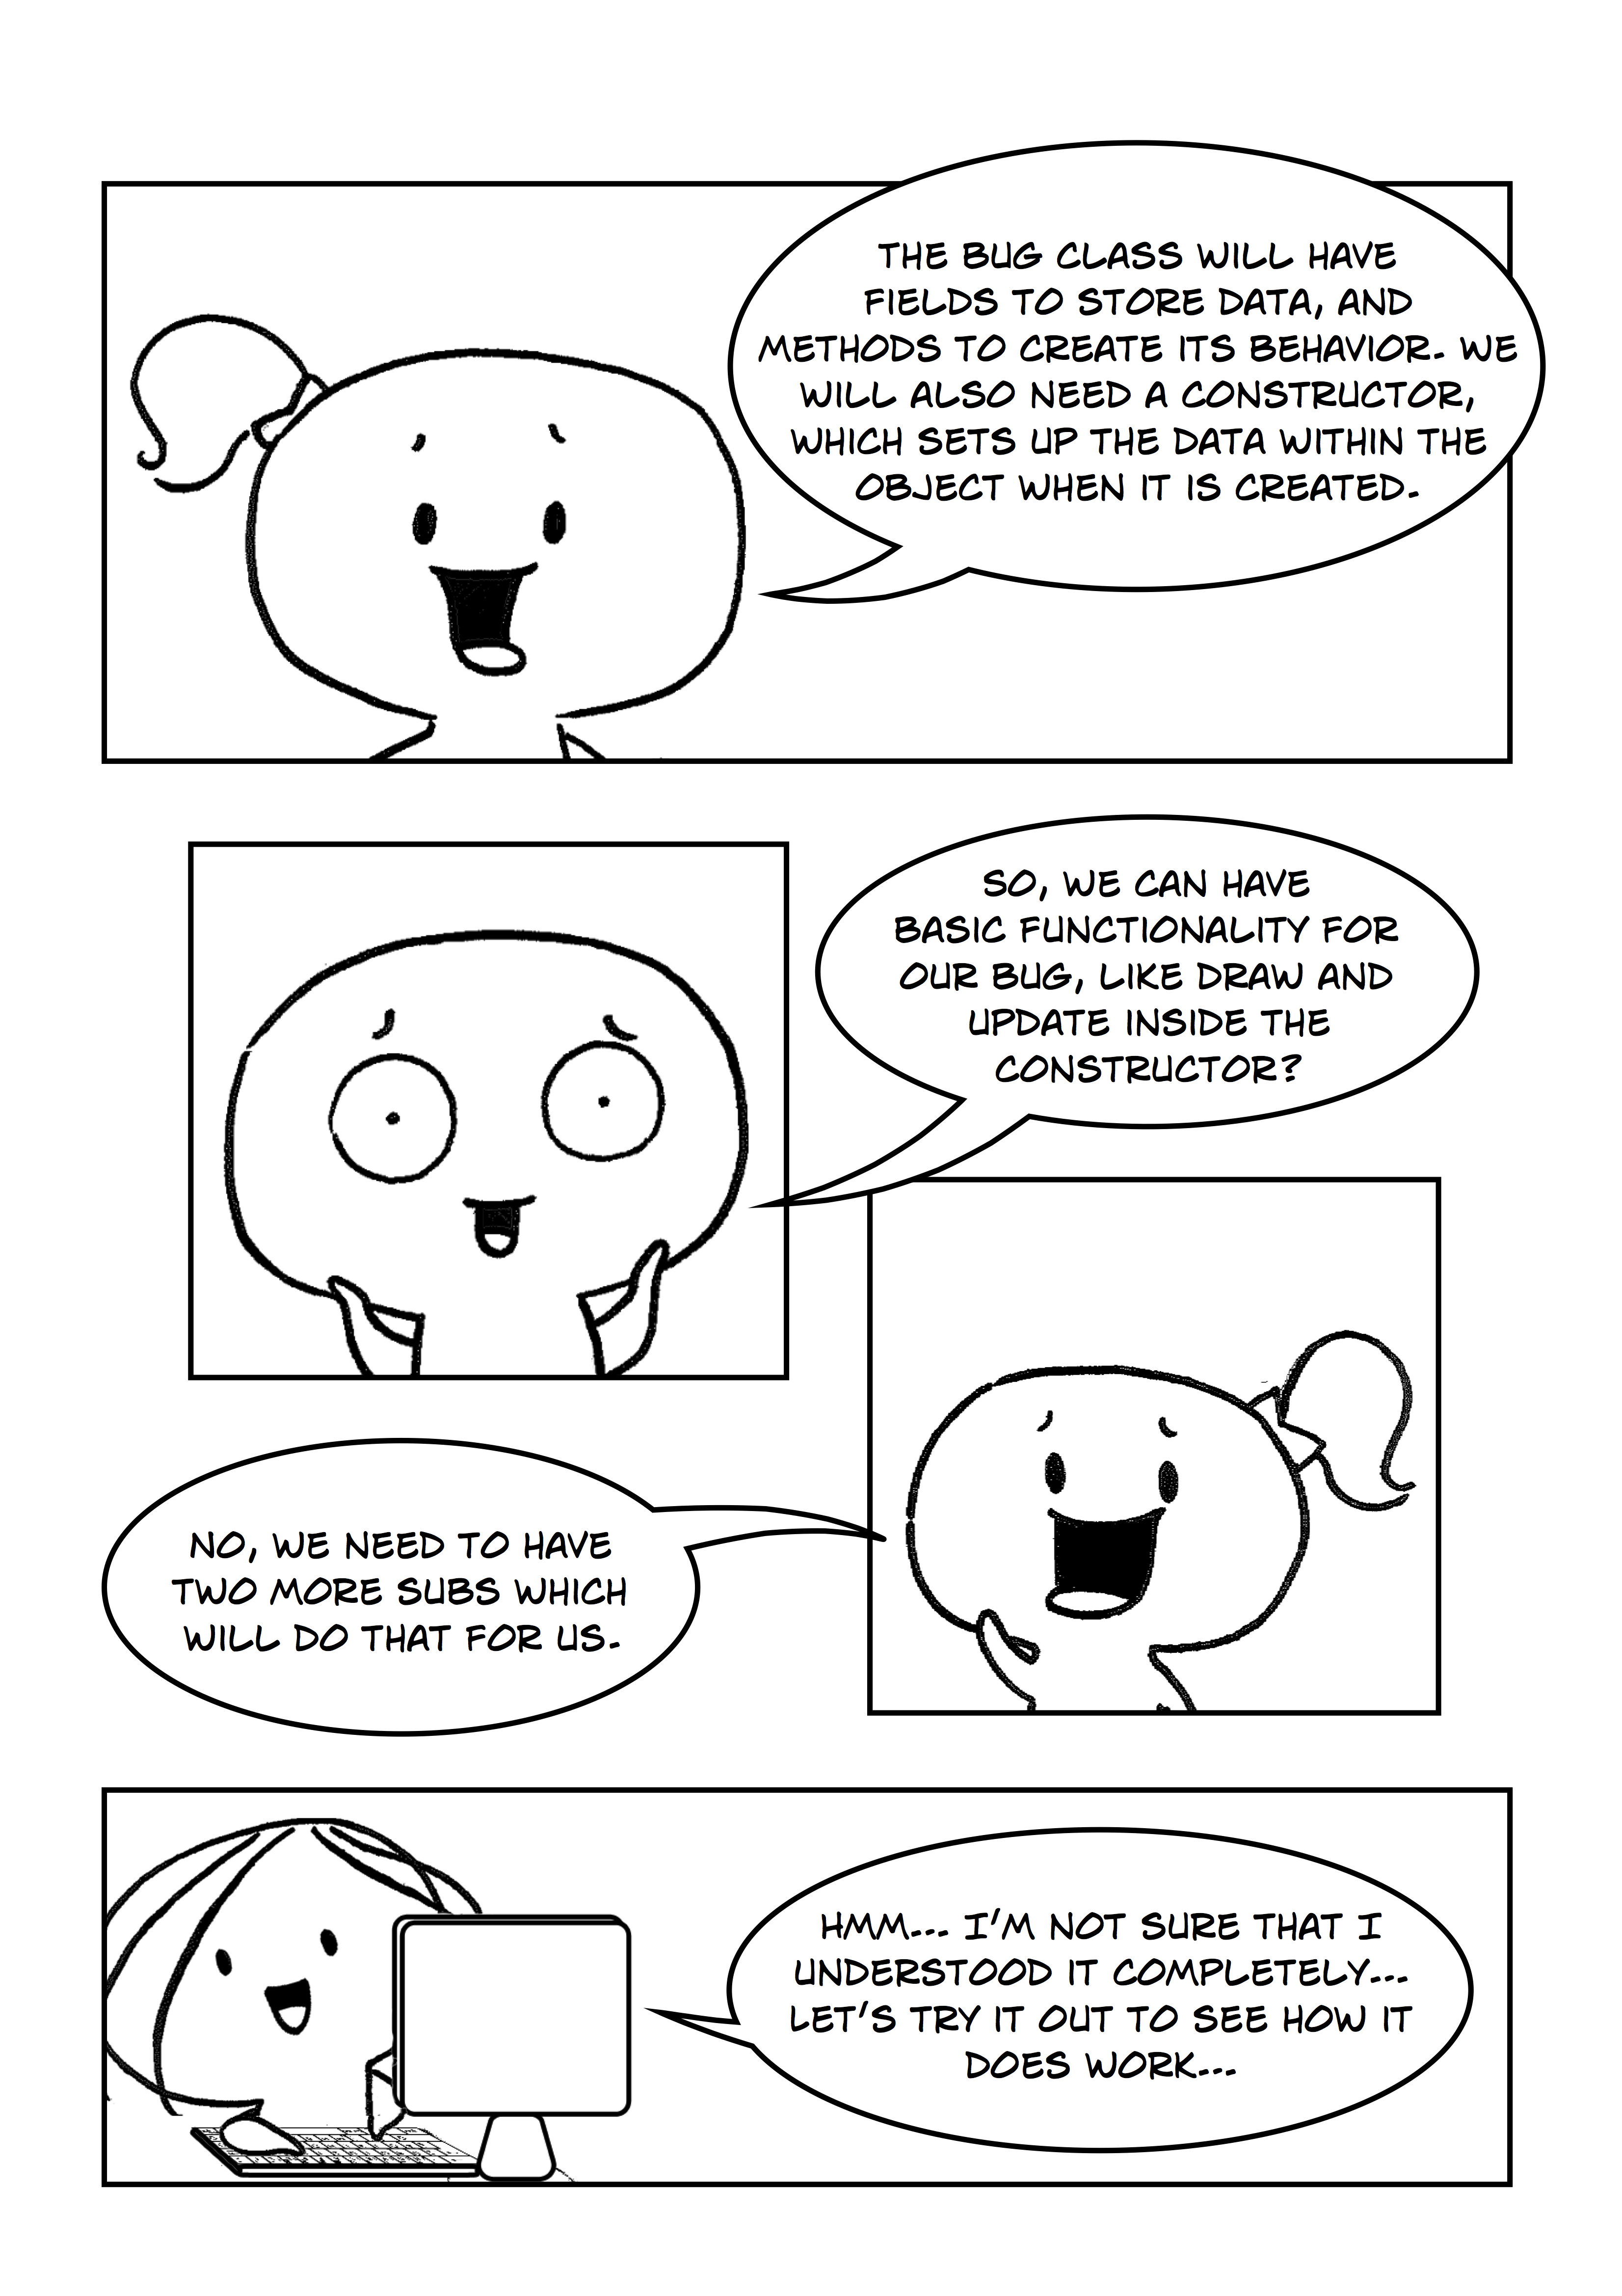 THE BUG CLASS WILL HAVE
FIELDS TO STORE DATA, AND
METHODS TO CREATE ITS BEHAVIOR. WE
WILL ALSO NEED A CONSTRUCTOR,
WHICH SETS UP THE DATA WITHIN THE
OBJECT WHEN IT IS CREATED.
SO, WE CAN HAVE
BASIC FUNCTIONALITY FOR
OUR BUG, LIKE DRAW AND
UPDATE INSIDE THE
CONSTRUCTOR?
NO, WE NEED TO HAVE
TWO MORE SUBS WHICH
WILL DO THAT FOR US.
HMM... I'M NOT SURE THAT I
UNDERSTOOD IT COMPLETELY...
LET'S TRY IT OUT TO SEE HOW IT
DOES WORK...